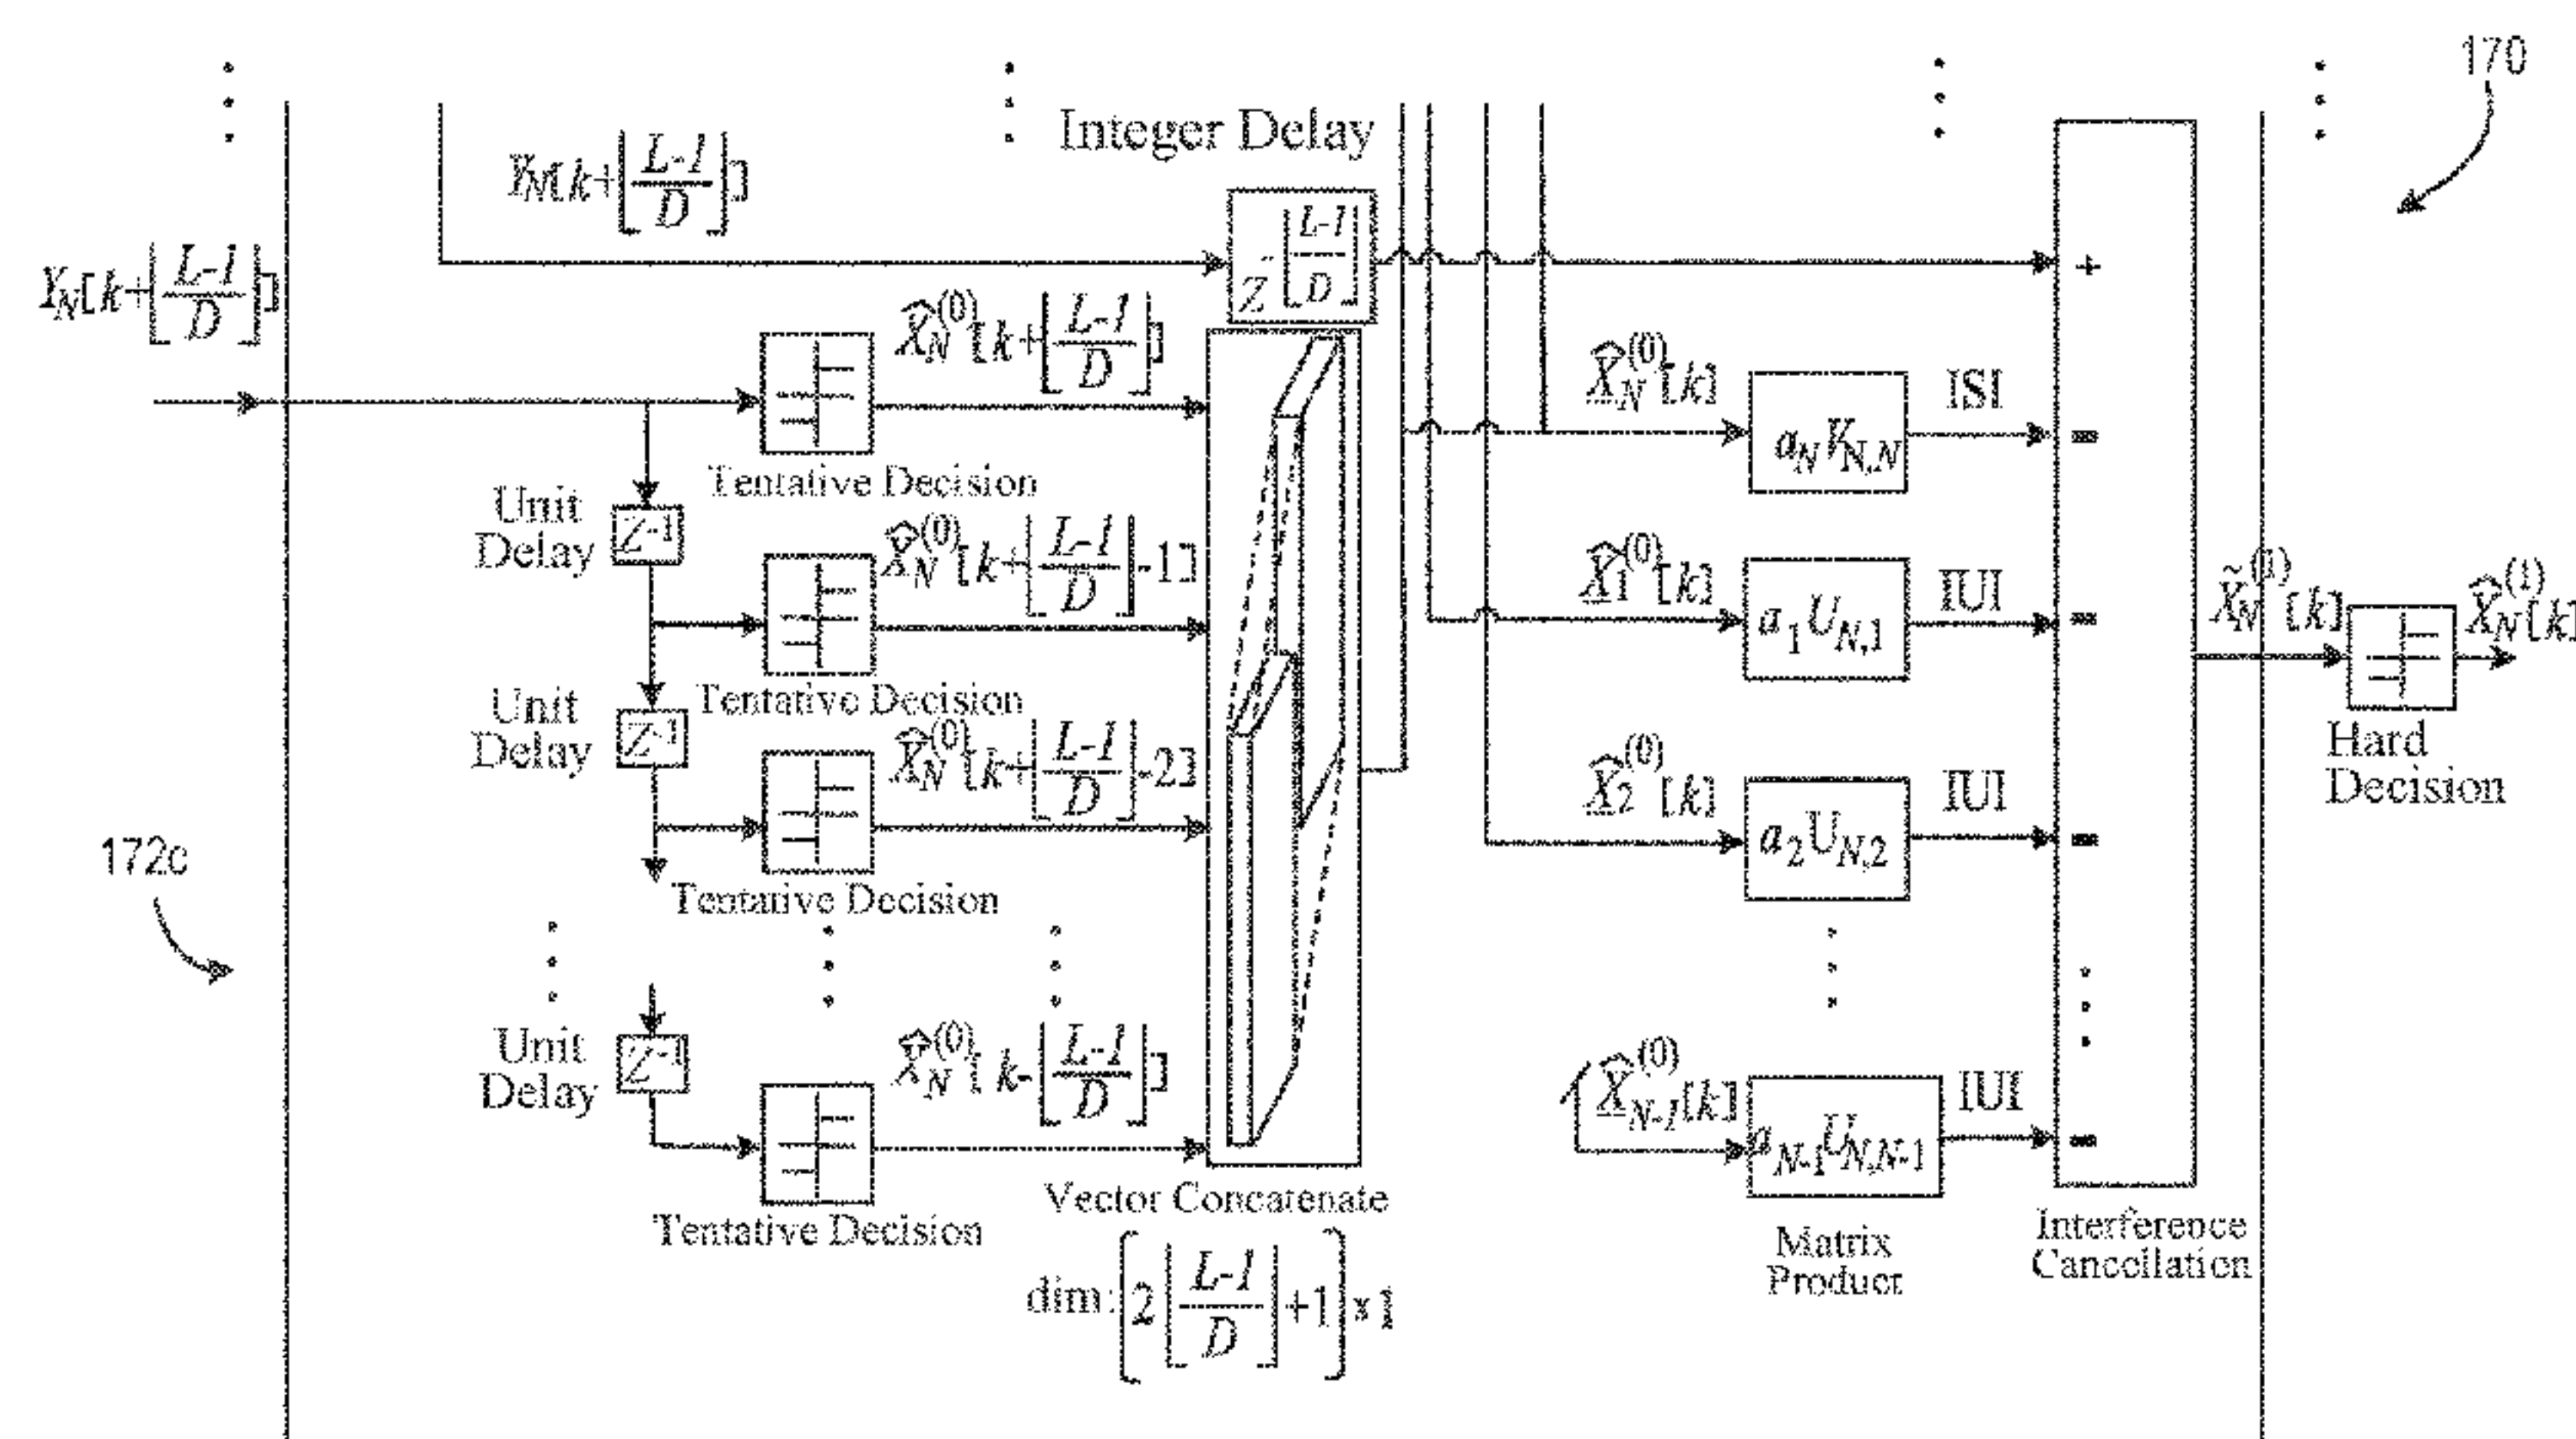 170
Integer Delay
Y_N[k+⌊L-1/D⌋]
Y_N[k+⌊L-1/D⌋]
Z^-⌊L-1/D⌋
X̂_N^(0)[k+⌊L-1/D⌋]
Tentative Decision
X̂_N^(0)[k]
a_N V_N,N
ISI
+
-
Unit
Delay
Z^-1
X̂_N^(0)[k+⌊L-1/D⌋-1]
Tentative Decision
X̂1^(0)[k]
a_1 U_N,1
IUI
-
X̃_N^(1)[k]
X̂_N^(1)[k]
Hard
Decision
Unit
Delay
Z^-1
X̂_N^(0)[k+⌊L-1/D⌋-2]
Tentative Decision
X̂2^(0)[k]
a_2 U_N,2
IUI
-
172c
Unit
Delay
Z^-1
X̂_N^(0)[k-⌊L-1/D⌋]
Tentative Decision
X̂_N-1^(0)[k]
a_N-1 U_N,N-1
IUI
-
Vector Concatenate
dim:(2⌊L-1/D⌋+1)x1
Matrix
Product
Interference
Cancellation